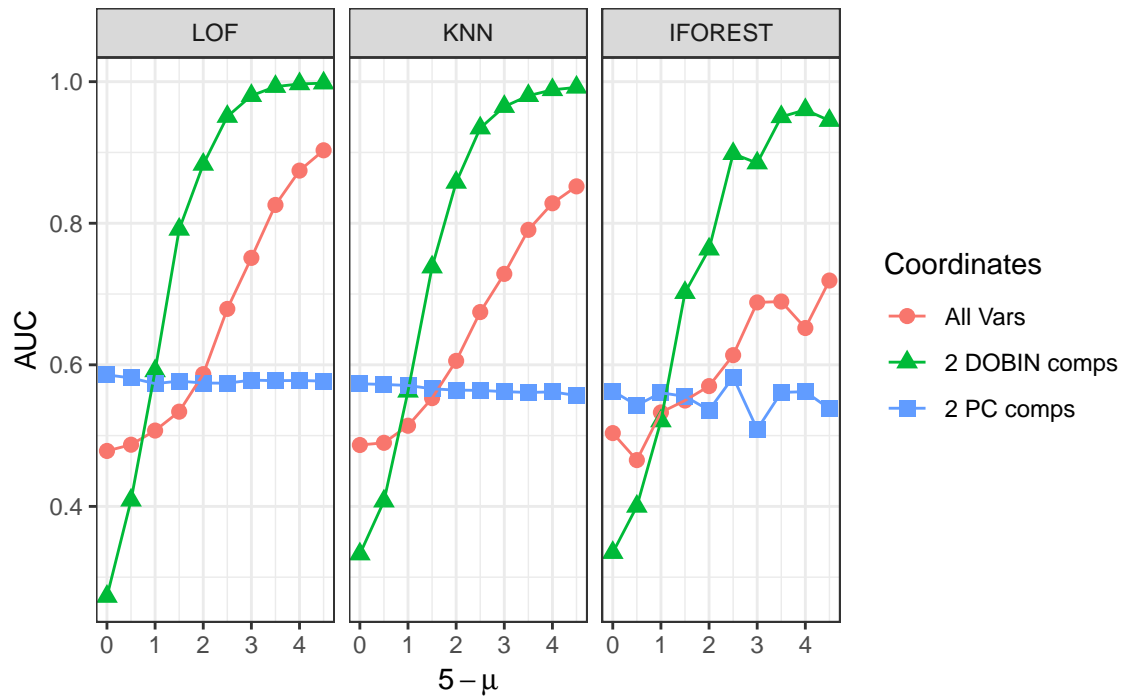 LOF KNN IFOREST
1.0
0.8
0.6
0.4
AUC
0 1 2 3 4 0 1 2 3 4 0 1 2 3 4
5 − μ
Coordinates
All Vars
2 DOBIN comps
2 PC comps